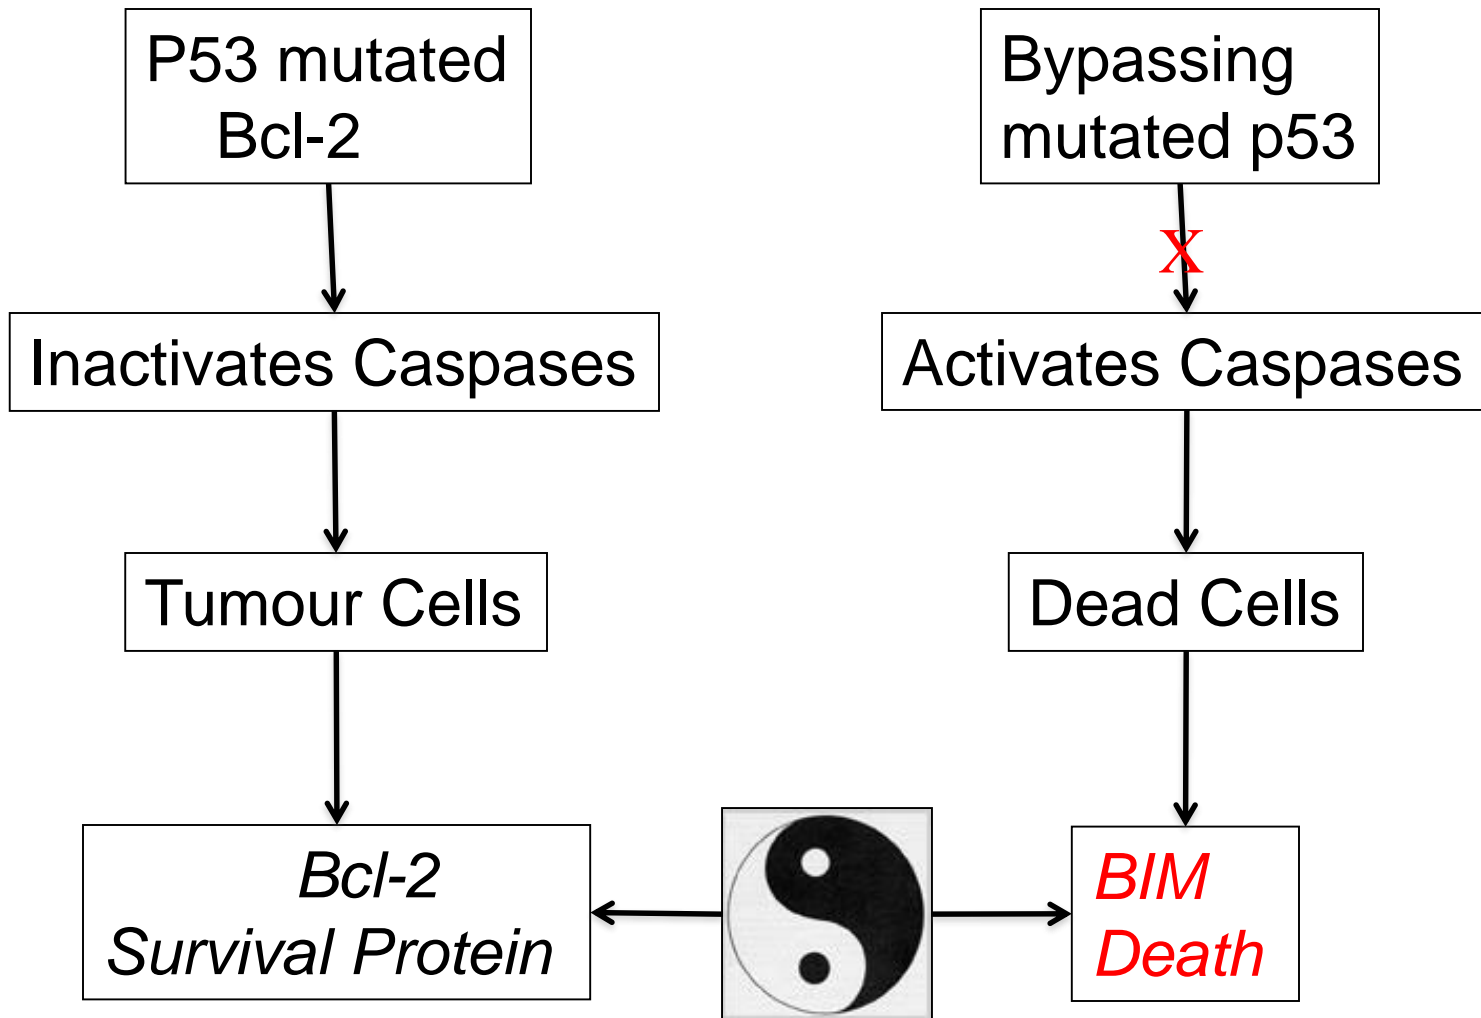 P53 mutated
Bcl-2
Bypassing
mutated p53
X
Inactivates Caspases
Activates Caspases
Tumour Cells
Dead Cells
Bcl-2
Survival Protein
BIM
Death